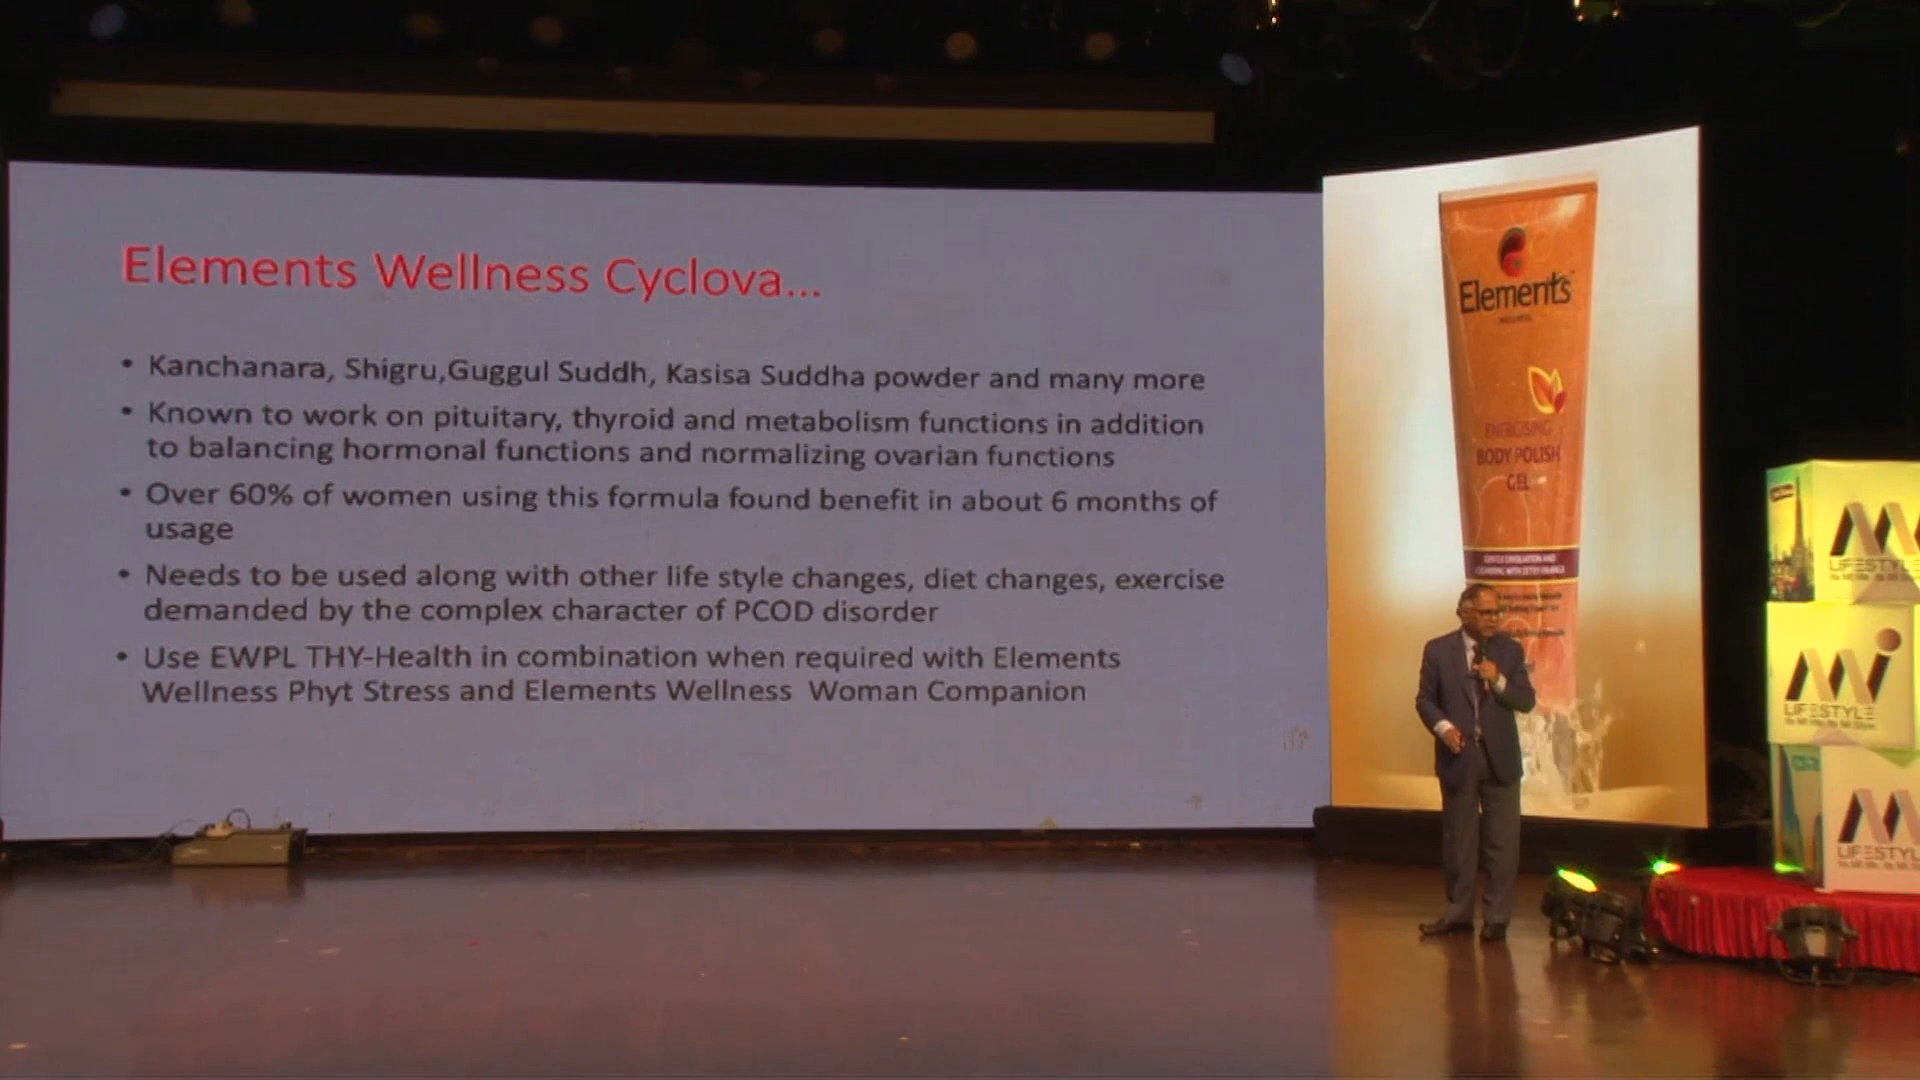 Elements Wellness Cyclova...
• Kanchanara, Shigru,Guggul Suddh, Kasisa Suddha powder and many more
• Known to work on pituitary, thyroid and metabolism functions in addition
to balancing hormonal functions and normalizing ovarian functions
• Over 60% of women using this formula found benefit in about 6 months of
usage
• Needs to be used along with other life style changes, diet changes, exercise
demanded by the complex character of PCOD disorder
• Use EWPL THY-Health in combination when required with Elements
Wellness Phyt Stress and Elements Wellness  Woman Companion
Elements
WELLNESS
ENERGISING
BODY POLISH
GEL
GENTLE EXFOLIATION AND
LIFESTYLE
LIFESTYLE
LIFESTYLE